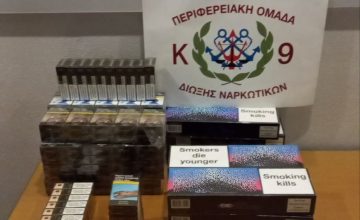 ΠΕΡΙΦΕΡΕΙΑΚΗ ΟΜΑΔΑ
Κ 9
ΔΙΩΞΗΣ ΝΑΡΚΩΤΙΚΩΝ
Smoking
kills
Smokers
die younger
Smoking
kills